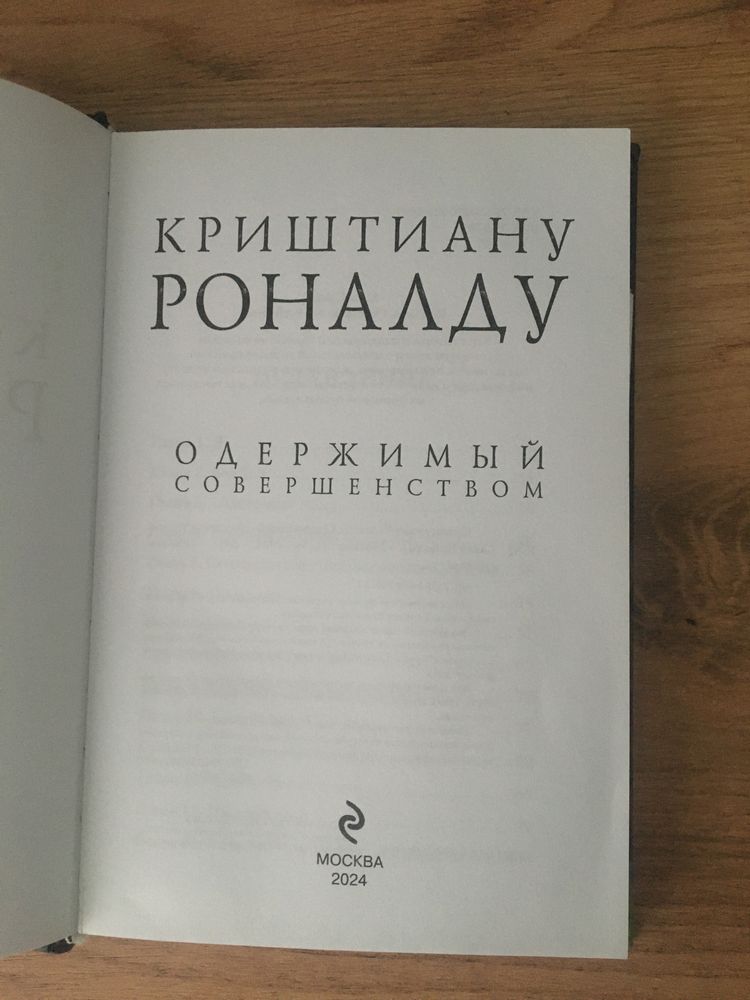 КРИШТИАНУ
РОНАЛДУ
ОДЕРЖИМЫЙ
СОВЕРШЕНСТВОМ
МОСКВА
2024